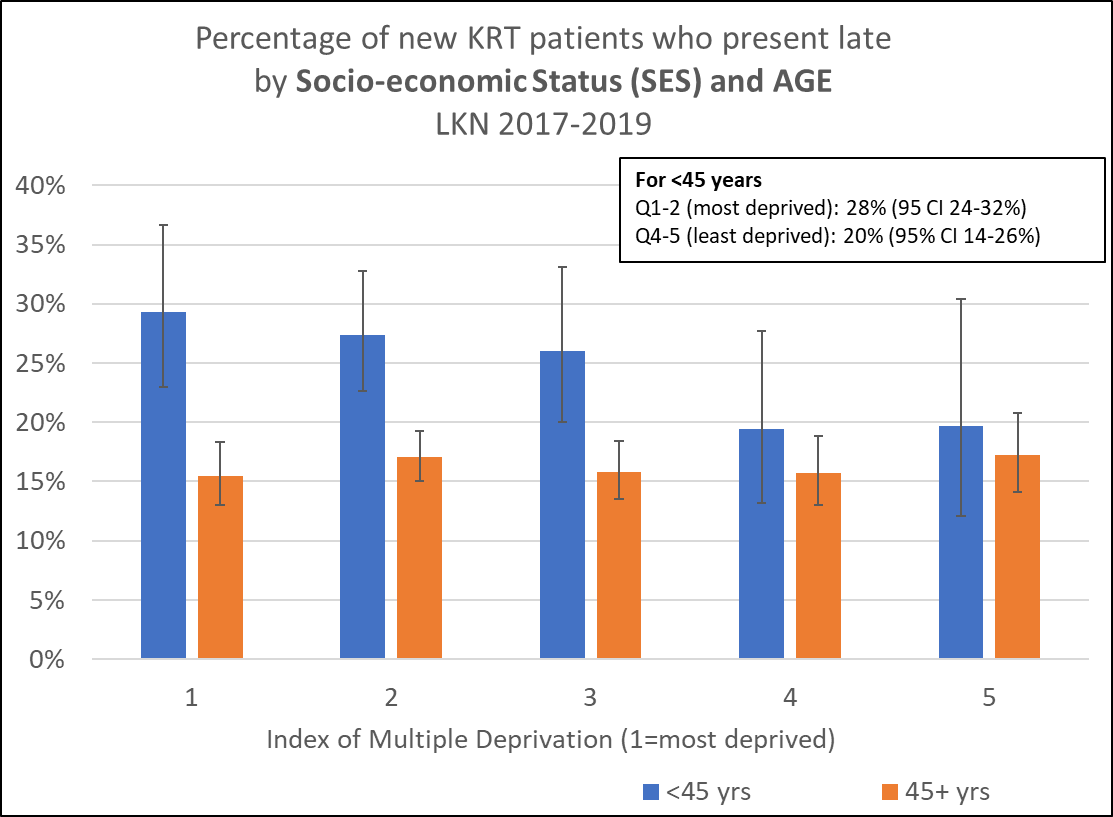 Percentage of new KRT patients who present late
by Socio-economic Status (SES) and AGE
LKN 2017-2019
For <45 years
Q1-2 (most deprived): 28% (95 CI 24-32%)
Q4-5 (least deprived): 20% (95% CI 14-26%)
40%
35%
30%
25%
20%
15%
10%
5%
0%
1 2 3 4 5
Index of Multiple Deprivation (1=most deprived)
<45 yrs 45+ yrs